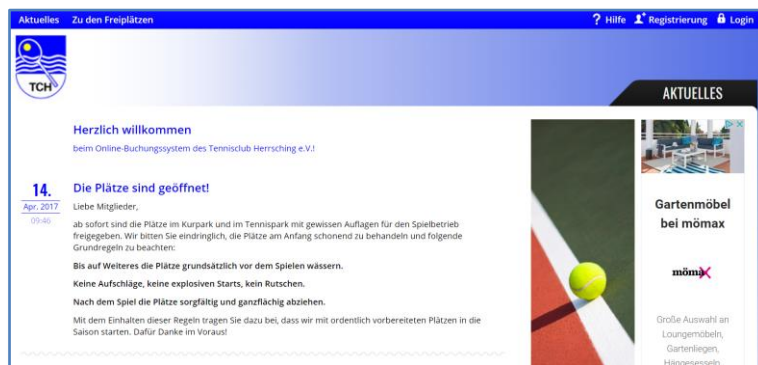 Aktuelles Zu den Freiplätzen ? Hilfe Registrierung Login
TCH
AKTUELLES
Herzlich willkommen
beim Online-Buchungssystem des Tennisclub Herrsching e.V.!
14.
Apr. 2017
09:46
Die Plätze sind geöffnet!
Liebe Mitglieder,
ab sofort sind die Plätze im Kurpark und im Tennispark mit gewissen Auflagen für den Spielbetrieb
freigegeben. Wir bitten Sie eindringlich, die Plätze am Anfang schonend zu behandeln und folgende
Grundregeln zu beachten:
Bis auf Weiteres die Plätze grundsätzlich vor dem Spielen wässern.
Keine Aufschläge, keine explosiven Starts, kein Rutschen.
Nach dem Spiel die Plätze sorgfältig und ganzflächig abziehen.
Mit dem Einhalten dieser Regeln tragen Sie dazu bei, dass wir mit ordentlich vorbereiteten Plätzen in die
Saison starten. Dafür Danke im Voraus!
Gartenmöbel
bei mömax
mömax
Große Auswahl an
Loungemöbeln,
Gartenliegen,
Hängesesseln